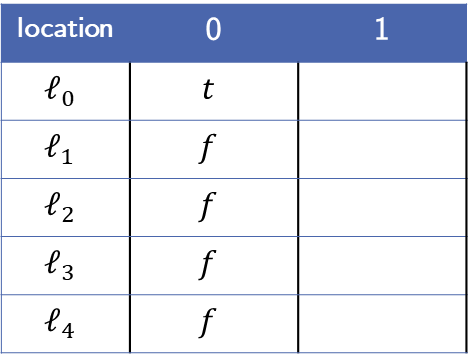 location 0 1
ℓ₀ t
ℓ₁ f
ℓ₂ f
ℓ₃ f
ℓ₄ f